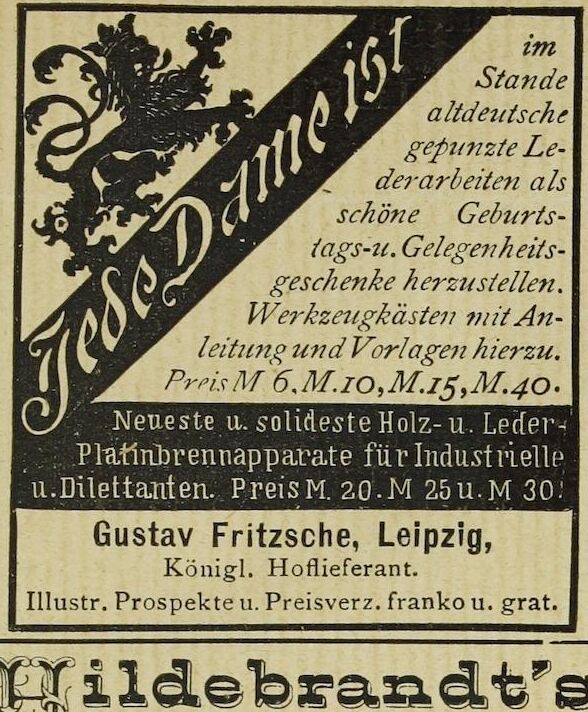 Jede Dame ist
im
Stande
altdeutsche
gepunzte Le-
derarbeiten als
schöne Geburts-
tags-u. Gelegenheits-
geschenke herzustellen.
Werkzeugkästen mit An-
leitung und Vorlagen hierzu.
Preis M 6, M.10, M.15, M.40.
Neueste u. solideste Holz- u. Leder-
Platinbrennapparate für Industrielle
u. Dilettanten. Preis M. 20. M 25 u. M 30.
Gustav Fritzsche, Leipzig,
Königl. Hoflieferant.
Illustr. Prospekte u. Preisverz. franko u. grat.
Hildebrandt's